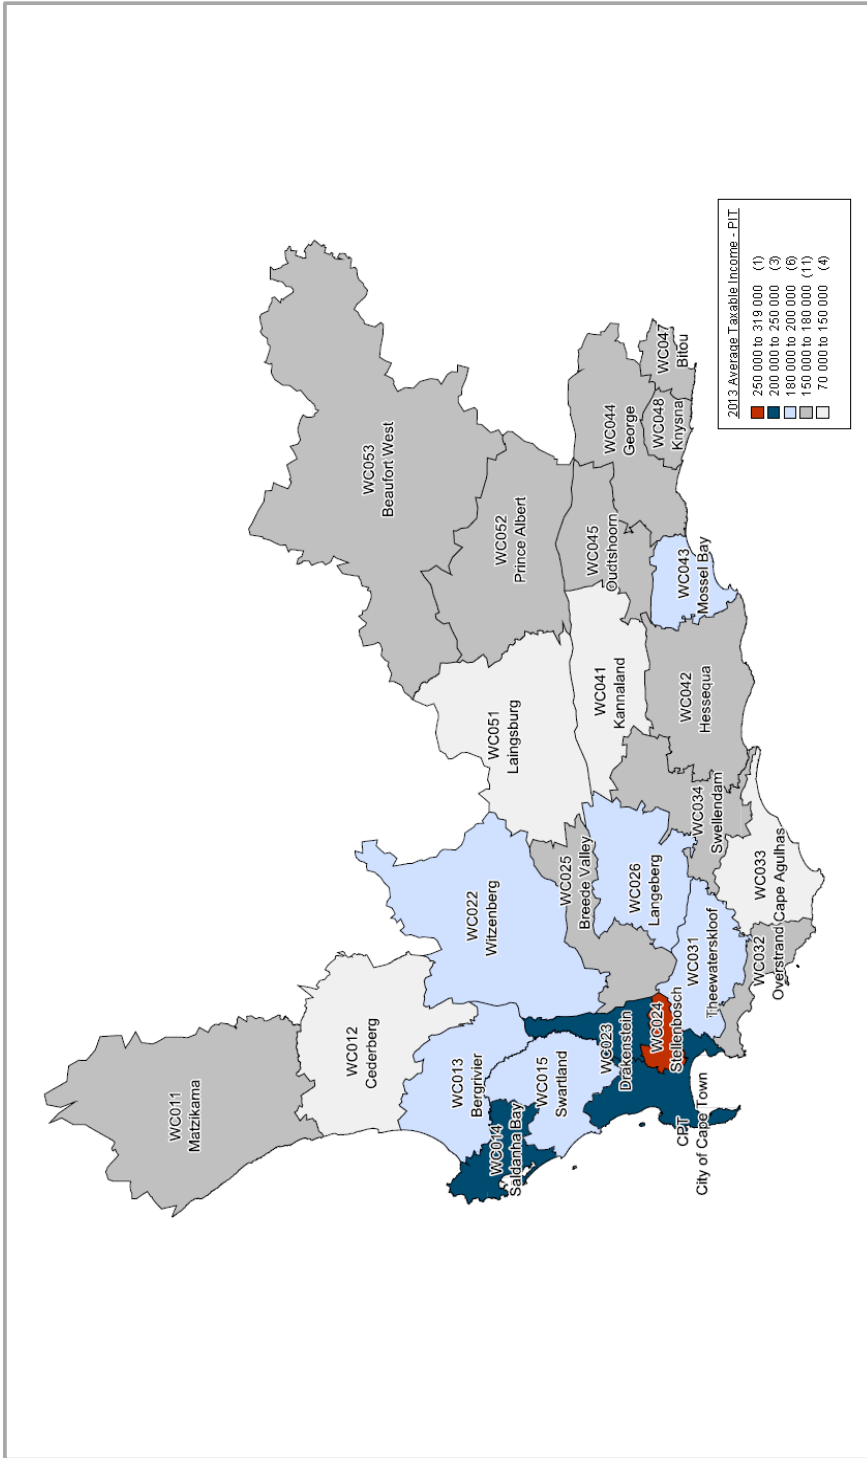 WC011
Matzikama
WC012
Cederberg
WC013
Bergrivier
WC014
Saldanha Bay
WC015
Swartland
WC022
Witzenberg
WC023
Drakenstein
WC024
Stellenbosch
CPT
City of Cape Town
WC025
Breede Valley
WC026
Langeberg
WC031
Theewaterskloof
WC032
Overstrand
WC033
Cape Agulhas
WC034
Swellendam
WC051
Laingsburg
WC041
Kannaland
WC042
Hessequa
WC053
Beaufort West
WC052
Prince Albert
WC045
Oudtshoorn
WC043
Mossel Bay
WC044
George
WC048
Knysna
WC047
Bitou
2013 Average Taxable Income - PIT
250 000 to 319 000 (1)
200 000 to 250 000 (3)
180 000 to 200 000 (6)
150 000 to 180 000 (11)
70 000 to 150 000 (4)